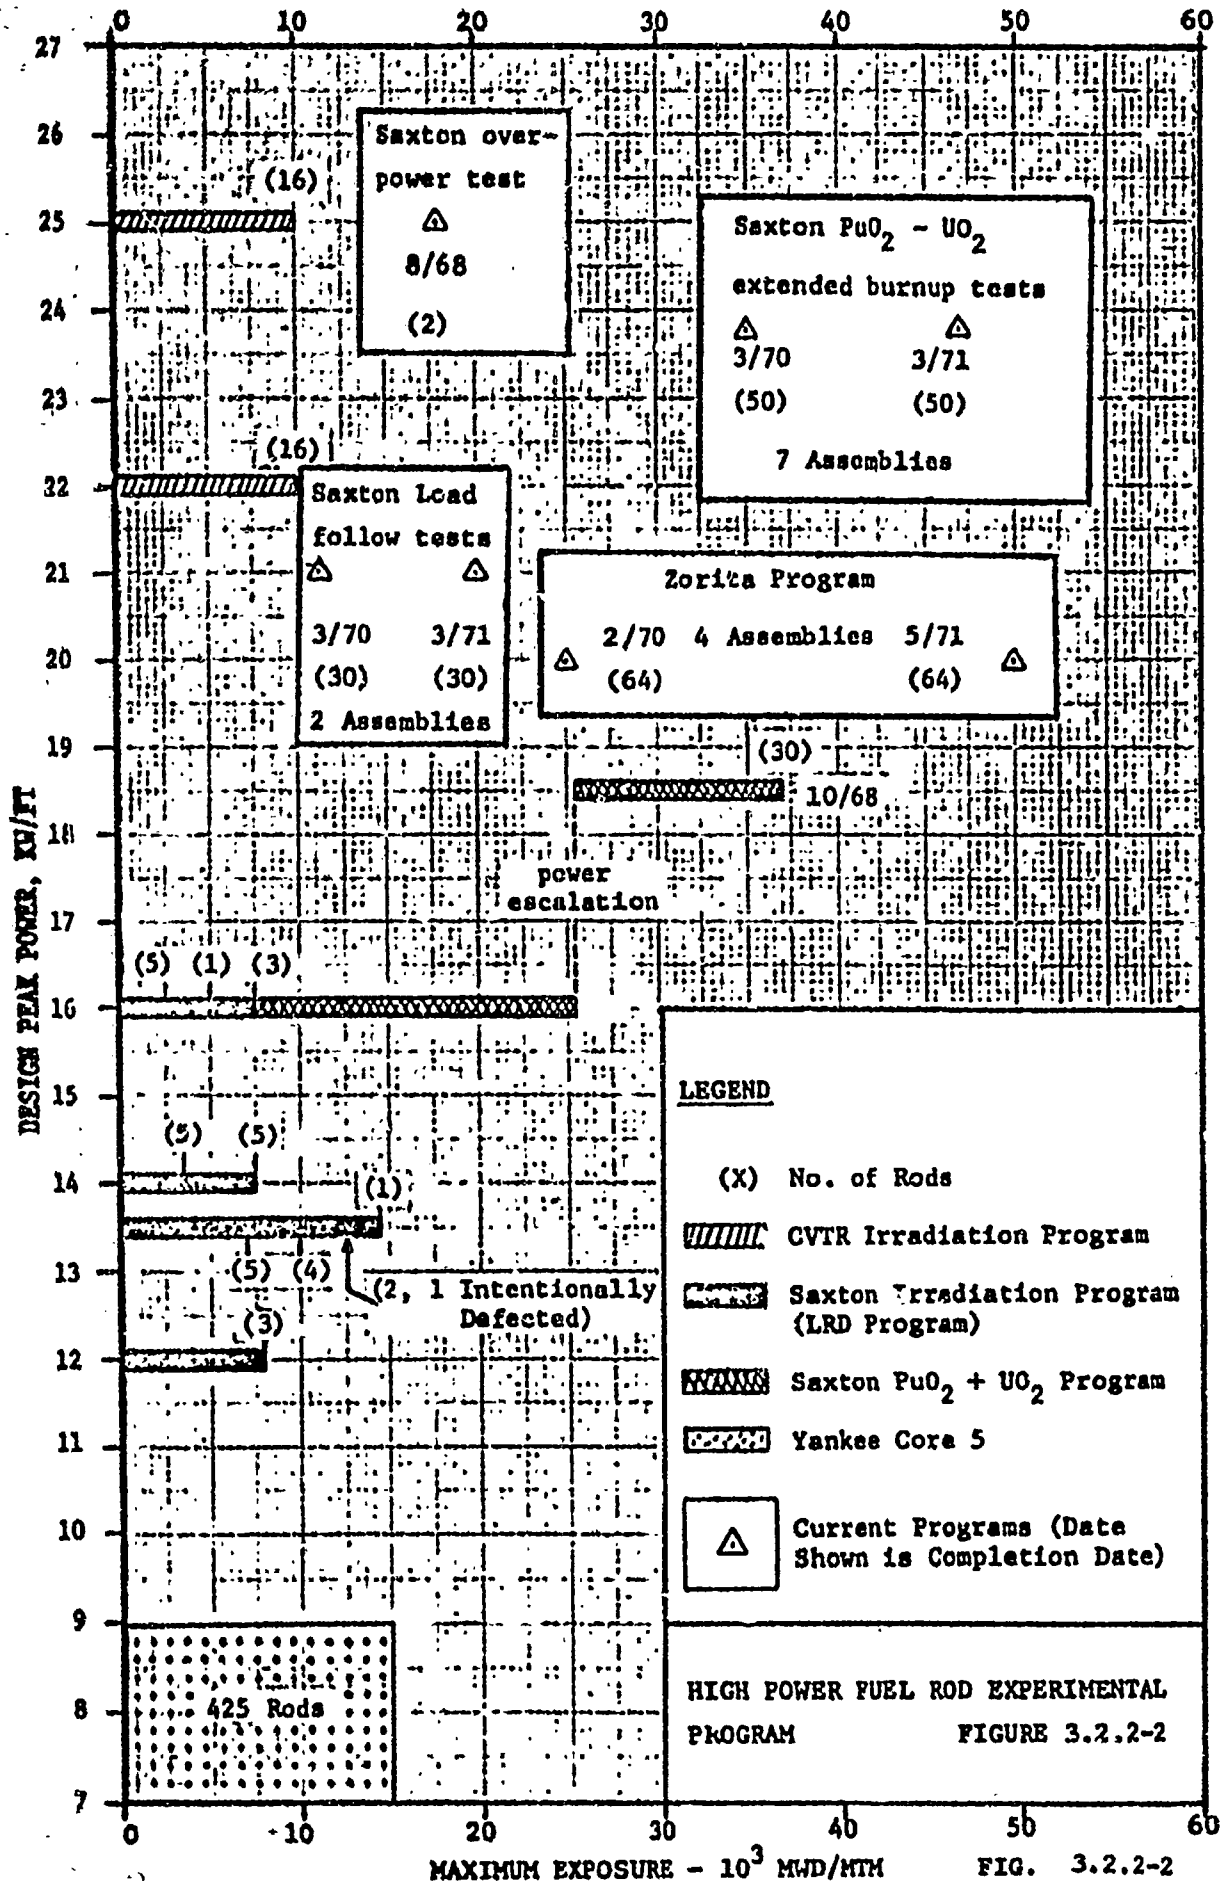 0 10 20 30 40 50 60
27
26
25
24
23
32
21
20
19
18
17
16
15
14
13
12
11
10
9
8
7
DESIGN PEAK POWER, KW/FT
(16)
Saxton over-
power test
8/68
(2)
Saxton PuO2 - UO2
extended burnup tests
3/70 3/71
(50) (50)
7 Assemblies
(16)
Saxton Load
follow tests
3/70 3/71
(30) (30)
2 Assemblies
Zorita Program
2/70 4 Assemblies 5/71
(64) (64)
(30)
10/68
power
escalation
(5) (1) (3)
(5) (5)
(1)
(5) (4)
(2, 1 Intentionally
Defected)
(3)
425 Rods
LEGEND
(X) No. of Rods
CVTR Irradiation Program
Saxton Irradiation Program
(LRD Program)
Saxton PuO2 + UO2 Program
Yankee Core 5
Current Programs (Date
Shown is Completion Date)
HIGH POWER FUEL ROD EXPERIMENTAL
PROGRAM FIGURE 3.2.2-2
0 10 20 30 40 50 60
MAXIMUM EXPOSURE - 10³ MWD/MTM FIG. 3.2.2-2